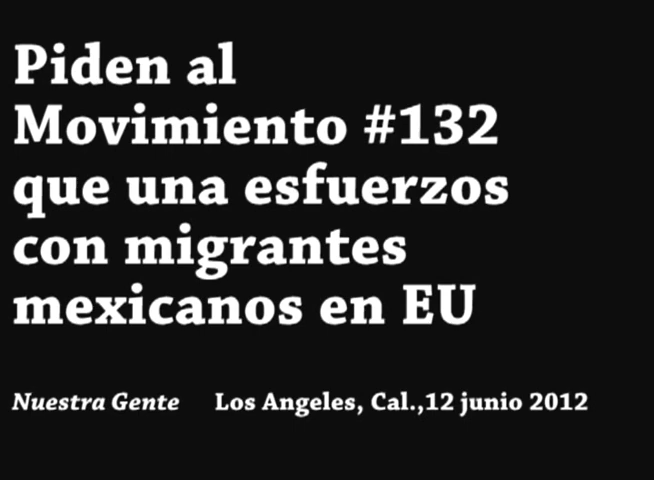 Piden al
Movimiento #132
que una esfuerzos
con migrantes
mexicanos en EU
Nuestra Gente Los Angeles, Cal.,12 junio 2012